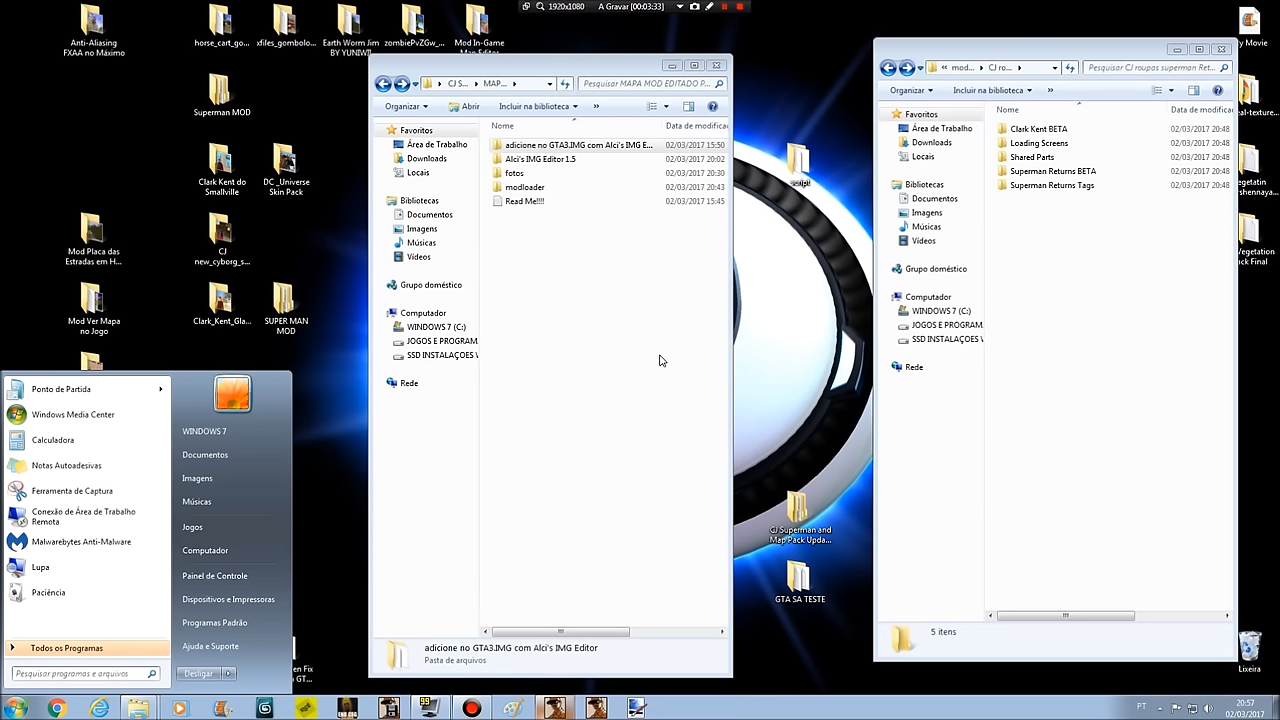 1920x1080
A Gravar [00:03:33]
Anti-Aliasing
FXAA no Máximo
horse_cart_go...
xfiles_gombolo...
Earth Worm Jim
BY YUNIWII
zombiePvZGw_...
Mod In-Game
Map Editor
Superman MOD
Clark Kent do
Smallville
DC_Universe
Skin Pack
Mod Placa das
Estradas em H...
CJ
new_cyborg_s...
Mod Ver Mapa
no Jogo
Clark_Kent_Gla...
SUPER MAN
MOD
Ponto de Partida
Windows Media Center
Calculadora
Notas Autoadesivas
Ferramenta de Captura
Conexão de Área de Trabalho
Remota
Malwarebytes Anti-Malware
Lupa
Paciência
Todos os Programas
Pesquisar programas e arquivos
WINDOWS 7
Documentos
Imagens
Músicas
Jogos
Computador
Painel de Controle
Dispositivos e Impressoras
Programas Padrão
Ajuda e Suporte
Desligar
CJ S...
MAP...
Pesquisar MAPA MOD EDITADO P...
Organizar
Abrir
Incluir na biblioteca
»
Nome
Data de modifica
Favoritos
Área de Trabalho
Downloads
Locais
Bibliotecas
Documentos
Imagens
Músicas
Vídeos
Grupo doméstico
Computador
WINDOWS 7 (C:)
JOGOS E PROGRAM
SSD INSTALAÇOES
Rede
adicione no GTA3.IMG com Alci's IMG E... 02/03/2017 15:50
Alci's IMG Editor 1.5 02/03/2017 20:02
fotos 02/03/2017 20:30
modloader 02/03/2017 20:43
Read Me!!!! 02/03/2017 15:45
adicione no GTA3.IMG com Alci's IMG Editor
Pasta de arquivos
script
CJ Superman and
Map Pack Upda...
GTA SA TESTE
« mod...
CJ ro...
Pesquisar CJ roupas superman Ret...
Organizar
Incluir na biblioteca
»
Nome
Data de modifica
Favoritos
Área de Trabalho
Downloads
Locais
Bibliotecas
Documentos
Imagens
Músicas
Vídeos
Grupo doméstico
Computador
WINDOWS 7 (C:)
JOGOS E PROGRAM
SSD INSTALAÇOES
Rede
Clark Kent BETA 02/03/2017 20:48
Loading Screens 02/03/2017 20:48
Shared Parts 02/03/2017 20:48
Superman Returns BETA 02/03/2017 20:48
Superman Returns Tags 02/03/2017 20:48
5 itens
y Movie
eal-texture...
egetatin
ershennaya...
Vegetation
ack Final
Lixeira
en Fix
GT...
99
PT
20:57
02/03/2017